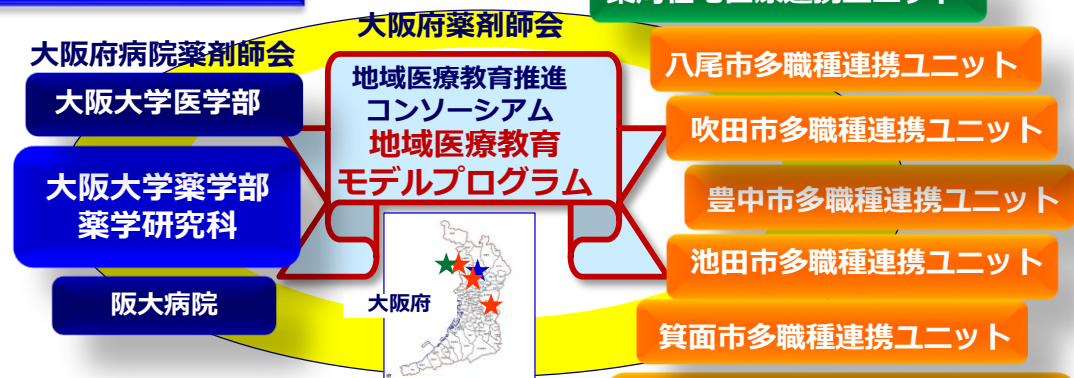 大阪府薬剤師会
大阪府病院薬剤師会
大阪大学医学部
大阪大学薬学部
薬学研究科
阪大病院
地域医療教育推進
コンソーシアム
地域医療教育
モデルプログラム
大阪府
八尾市多職種連携ユニット
吹田市多職種連携ユニット
豊中市多職種連携ユニット
池田市多職種連携ユニット
箕面市多職種連携ユニット